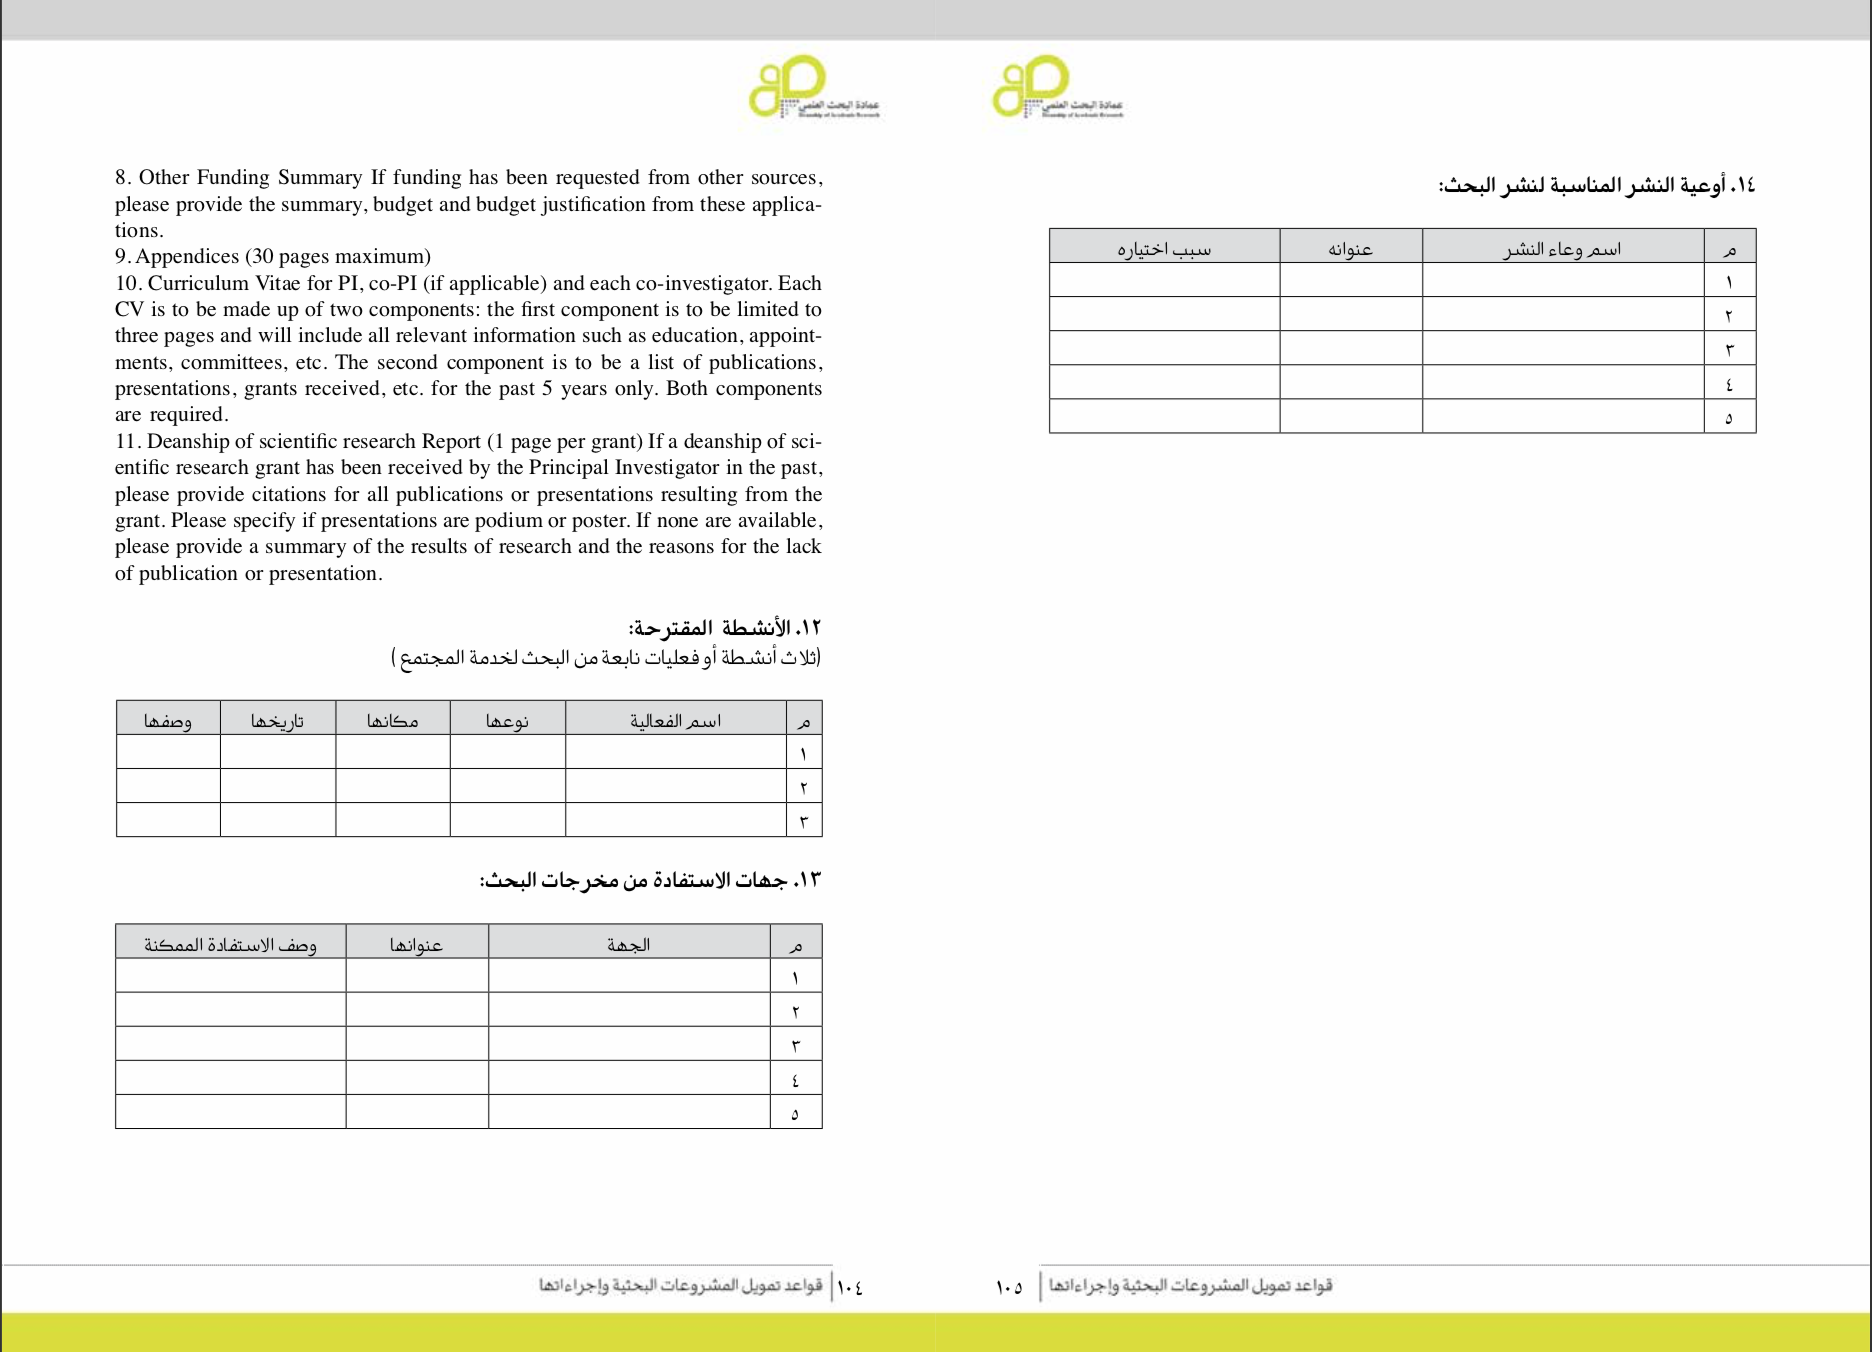 عمادة البحث العلمي
Deanship of Academic Research
8. Other Funding Summary If funding has been requested from other sources,
please provide the summary, budget and budget justification from these applica-
tions.
9. Appendices (30 pages maximum)
10. Curriculum Vitae for PI, co-PI (if applicable) and each co-investigator. Each
CV is to be made up of two components: the first component is to be limited to
three pages and will include all relevant information such as education, appoint-
ments, committees, etc. The second component is to be a list of publications,
presentations, grants received, etc. for the past 5 years only. Both components
are required.
11. Deanship of scientific research Report (1 page per grant) If a deanship of sci-
entific research grant has been received by the Principal Investigator in the past,
please provide citations for all publications or presentations resulting from the
grant. Please specify if presentations are podium or poster. If none are available,
please provide a summary of the results of research and the reasons for the lack
of publication or presentation.
١٢. الأنشطة المقترحة:
(ثلاث أنشطة أو فعليات نابعة من البحث لخدمة المجتمع)
م اسم الفعالية نوعها مكانها تاريخها وصفها
١
٢
٣
١٣. جهات الاستفادة من مخرجات البحث:
م الجهة عنوانها وصف الاستفادة الممكنة
١
٢
٣
٤
٥
١٠٤ قواعد تمويل المشروعات البحثية وإجراءاتها
عمادة البحث العلمي
Deanship of Academic Research
١٤. أوعية النشر المناسبة لنشر البحث:
م اسم وعاء النشر عنوانه سبب اختياره
١
٢
٣
٤
٥
قواعد تمويل المشروعات البحثية وإجراءاتها ١٠٥